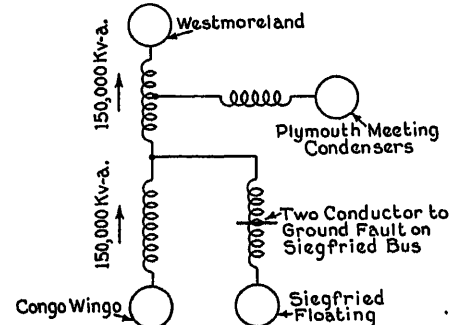 Westmoreland
150,000 Kv-a.
Plymouth Meeting
Condensers
150,000 Kv-a.
Two Conductor to
Ground Fault on
Siegfried Bus
Congo Wingo
Siegfried
Floating